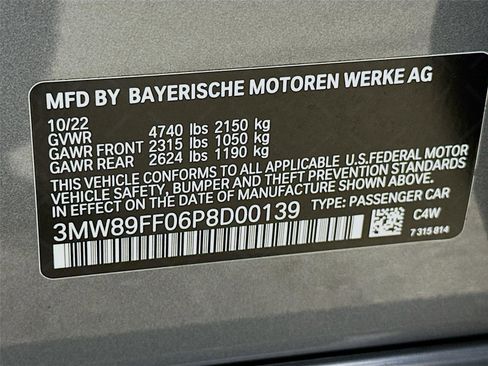 MFD BY BAYERISCHE MOTOREN WERKE AG
10/22
GVWR 4740 lbs 2150 kg
GAWR FRONT 2315 lbs 1050 kg
GAWR REAR 2624 lbs 1190 kg
THIS VEHICLE CONFORMS TO ALL APPLICABLE U.S.FEDERAL MOTOR
VEHICLE SAFETY, BUMPER AND THEFT PREVENTION STANDARDS
IN EFFECT ON THE DATE OF MANUFACTURE SHOWN ABOVE.
3MW89FF06P8D00139 TYPE: PASSENGER CAR
C4W
7 315 814